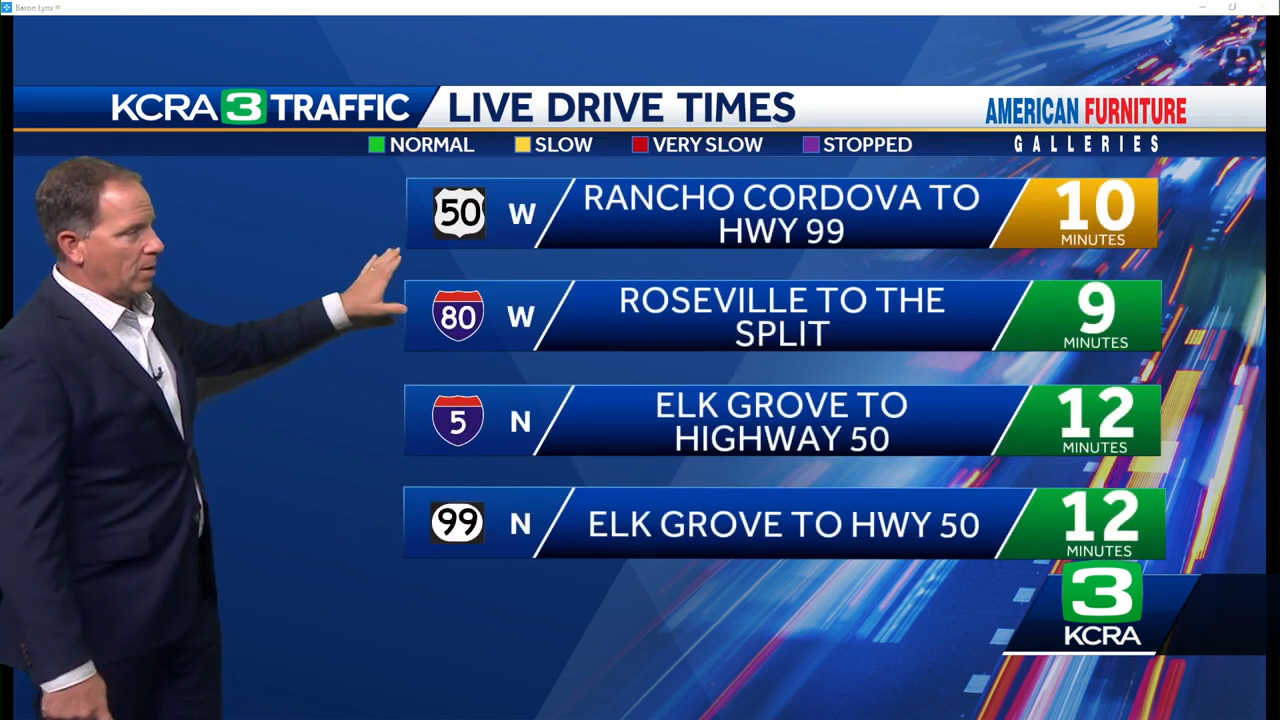 Baron Lynx ®
KCRA 3 TRAFFIC LIVE DRIVE TIMES
AMERICAN FURNITURE
GALLERIES
NORMAL SLOW VERY SLOW STOPPED
50 W RANCHO CORDOVA TO
HWY 99
10
MINUTES
80 W ROSEVILLE TO THE
SPLIT
9
MINUTES
5 N ELK GROVE TO
HIGHWAY 50
12
MINUTES
99 N ELK GROVE TO HWY 50
12
MINUTES
3
KCRA